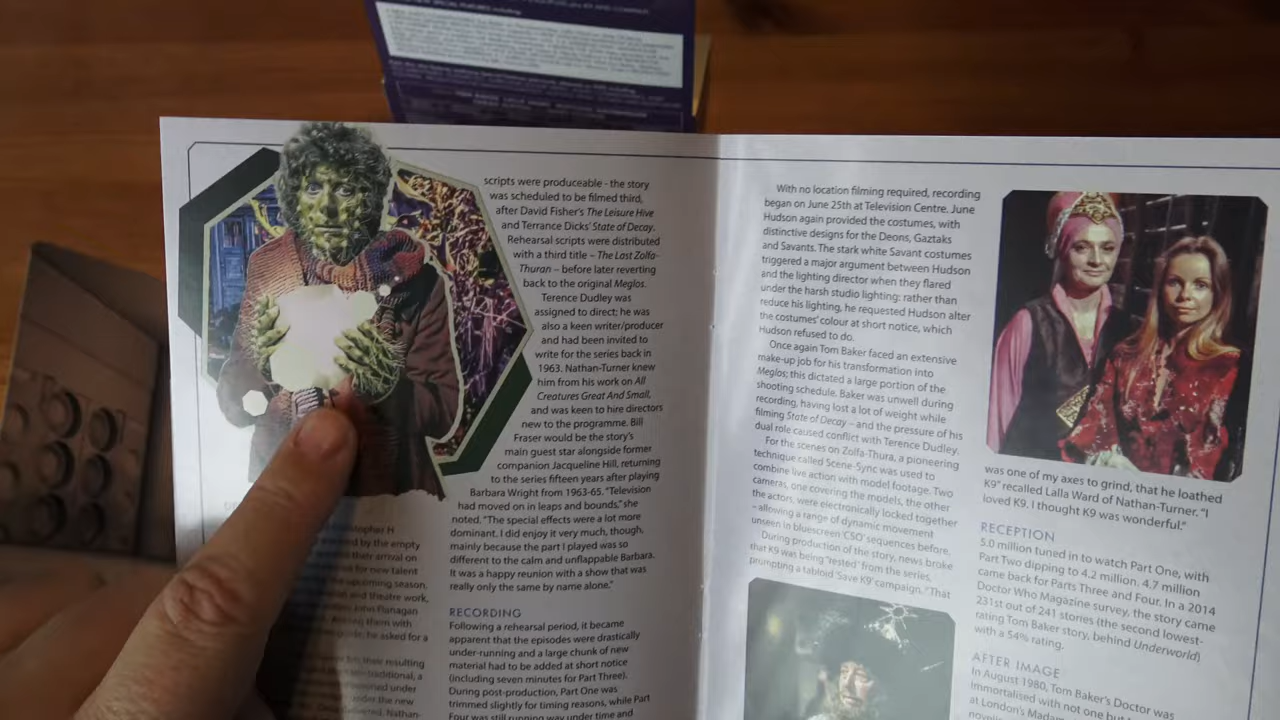 scripts were produceable - the story
was scheduled to be filmed third,
after David Fisher's The Leisure Hive
and Terrance Dicks' State of Decay.
Rehearsal scripts were distributed
with a third title – The Last Zolfa-
Thuran – before later reverting
back to the original Meglos.
Terence Dudley was
assigned to direct; he was
also a keen writer/producer
and had been invited to
write for the series back in
1963. Nathan-Turner knew
him from his work on All
Creatures Great And Small,
and was keen to hire directors
new to the programme. Bill
Fraser would be the story's
main guest star alongside former
companion Jacqueline Hill, returning
to the series fifteen years after playing
Barbara Wright from 1963-65. "Television
had moved on in leaps and bounds," she
noted. "The special effects were a lot more
dominant. I did enjoy it very much, though,
mainly because the part I played was so
different to the calm and unflappable Barbara.
It was a happy reunion with a show that was
really only the same by name alone."
RECORDING
Following a rehearsal period, it became
apparent that the episodes were drastically
under-running and a large chunk of new
material had to be added at short notice
(including seven minutes for Part Three).
During post-production, Part One was
trimmed slightly for timing reasons, while Part
Four was still running way under time and
With no location filming required, recording
began on June 25th at Television Centre. June
Hudson again provided the costumes, with
distinctive designs for the Deons, Gaztaks
and Savants. The stark white Savant costumes
triggered a major argument between Hudson
and the lighting director when they flared
under the harsh studio lighting: rather than
reduce his lighting, he requested Hudson alter
the costumes' colour at short notice, which
Hudson refused to do.
Once again Tom Baker faced an extensive
make-up job for his transformation into
Meglos; this dictated a large portion of the
shooting schedule. Baker was unwell during
recording, having lost a lot of weight while
filming State of Decay – and the pressure of his
dual role caused conflict with Terence Dudley.
For the scenes on Zolfa-Thura, a pioneering
technique called Scene-Sync was used to
combine live action with model footage. Two
cameras, one covering the models, the other
the actors, were electronically locked together
– allowing a range of dynamic movement
unseen in bluescreen 'CSO' sequences before.
During production of the story, news broke
that K9 was being "rested" from the series,
prompting a tabloid 'Save K9' campaign. "That
was one of my axes to grind, that he loathed
K9" recalled Lalla Ward of Nathan-Turner. "I
loved K9. I thought K9 was wonderful."
RECEPTION
5.0 million tuned in to watch Part One, with
Part Two dipping to 4.2 million. 4.7 million
came back for Parts Three and Four. In a 2014
Doctor Who Magazine survey, the story came
231st out of 241 stories (the second lowest-
rating Tom Baker story, behind Underworld)
with a 54% rating.
AFTER IMAGE
In August 1980, Tom Baker's Doctor was
immortalised with not one but
at London's Madam